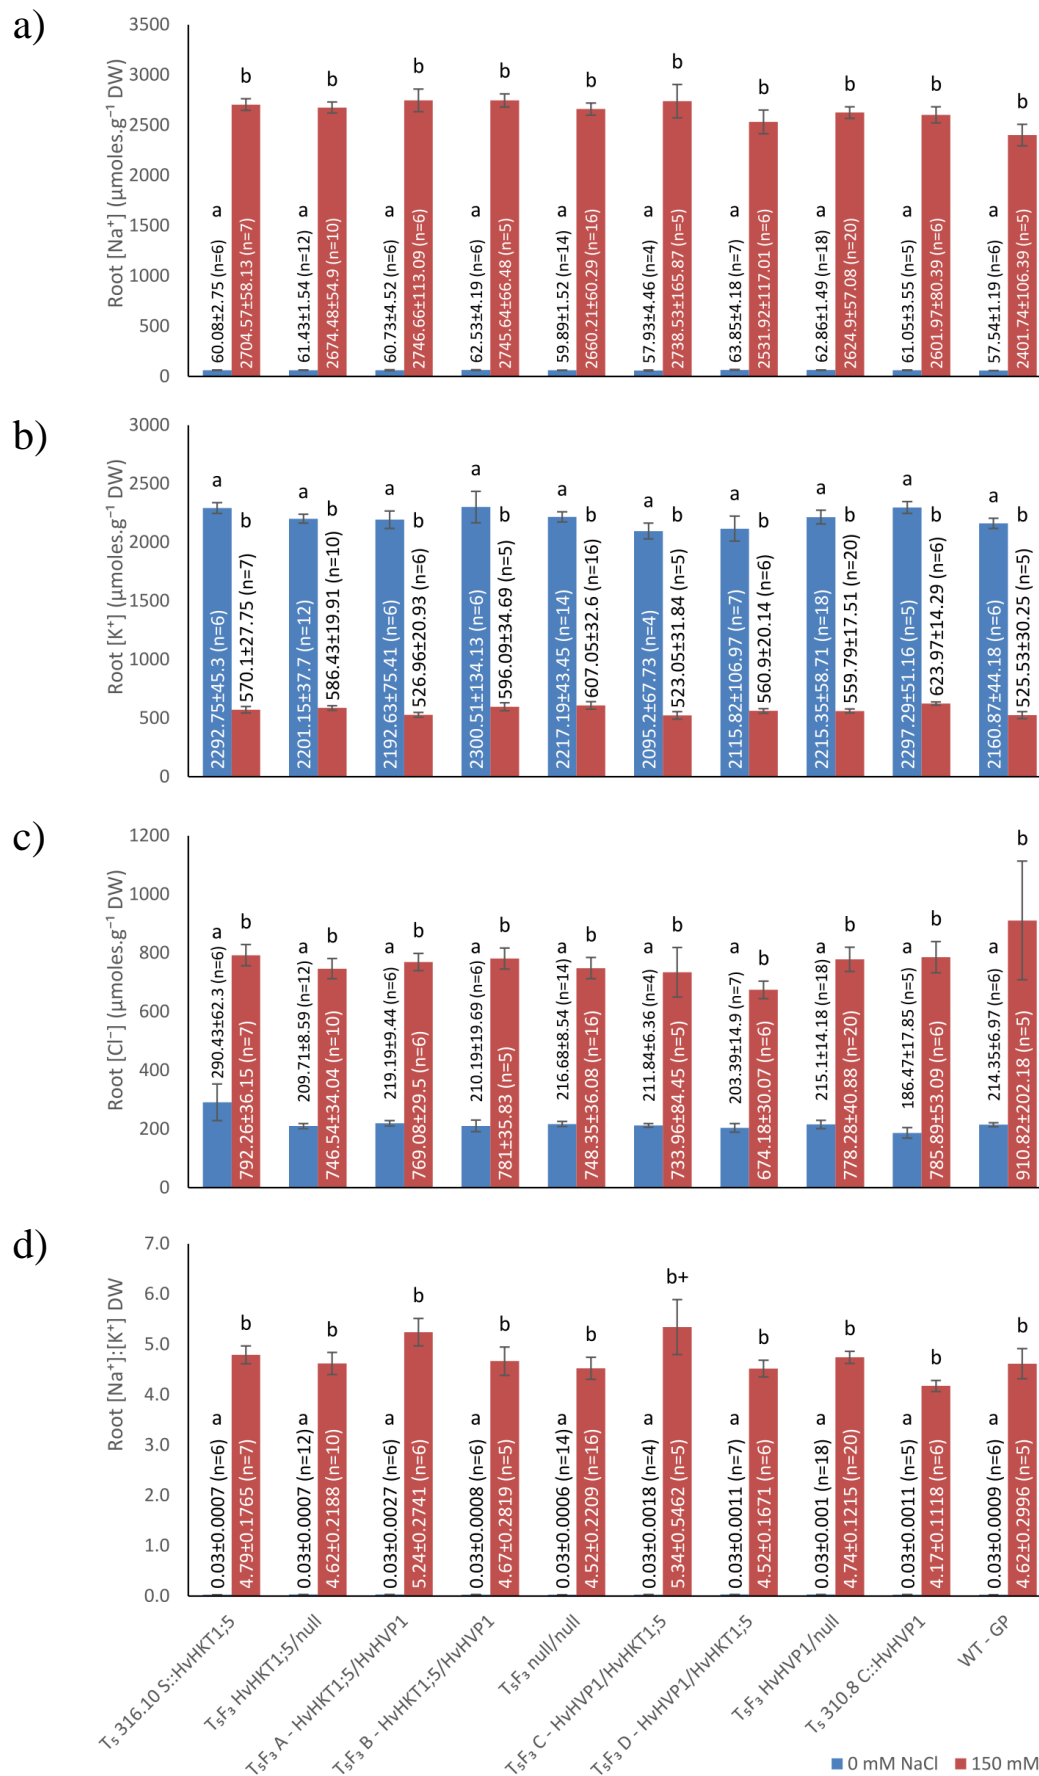 a)
Root [Na⁺] (µmoles.g⁻¹ DW)
3500
3000
2500
2000
1500
1000
500
0
b b b b b b b b b b
a a a a a a a a a a
60.08±2.75 (n=6)
2704.57±58.13 (n=7)
61.43±1.54 (n=12)
2674.48±54.9 (n=10)
60.73±4.52 (n=6)
2746.66±113.09 (n=6)
62.53±4.19 (n=6)
2745.64±66.48 (n=5)
59.89±1.52 (n=14)
2660.21±60.29 (n=16)
57.93±4.46 (n=4)
2738.53±165.87 (n=5)
63.85±4.18 (n=7)
2531.92±117.01 (n=6)
62.86±1.49 (n=18)
2624.9±57.08 (n=20)
61.05±3.55 (n=5)
2601.97±80.39 (n=6)
57.54±1.19 (n=6)
2401.74±106.39 (n=5)
b)
Root [K⁺] (µmoles.g⁻¹ DW)
3000
2500
2000
1500
1000
500
0
a a a a a a a a a a
b b b b b b b b b b
2292.75±45.3 (n=6)
570.1±27.75 (n=7)
2201.15±37.7 (n=12)
586.43±19.91 (n=10)
2192.63±75.41 (n=6)
526.96±20.93 (n=6)
2300.51±134.13 (n=6)
596.09±34.69 (n=5)
2217.19±43.45 (n=14)
607.05±32.6 (n=16)
2095.2±67.73 (n=4)
523.05±31.84 (n=5)
2115.82±106.97 (n=7)
560.9±20.14 (n=6)
2215.35±58.71 (n=18)
559.79±17.51 (n=20)
2297.29±51.16 (n=5)
623.97±14.29 (n=6)
2160.87±44.18 (n=6)
525.53±30.25 (n=5)
c)
Root [Cl⁻] (µmoles.g⁻¹ DW)
1200
1000
800
600
400
200
0
a b a b a b a b a b a b a b a b a b a b
290.43±62.3 (n=6)
792.26±36.15 (n=7)
209.71±8.59 (n=12)
746.54±34.04 (n=10)
219.19±9.44 (n=6)
769.08±29.5 (n=6)
210.19±19.69 (n=6)
781±35.83 (n=5)
216.68±8.54 (n=14)
748.35±36.08 (n=16)
211.84±6.36 (n=4)
733.96±84.45 (n=5)
203.39±14.9 (n=7)
674.18±30.07 (n=6)
215.1±14.18 (n=18)
778.28±40.88 (n=20)
186.47±17.85 (n=5)
785.89±53.09 (n=6)
214.35±6.97 (n=6)
910.82±202.18 (n=5)
d)
Root [Na⁺]:[K⁺] DW
7.0
6.0
5.0
4.0
3.0
2.0
1.0
0.0
b b b b b b+ b b b b
a a a a a a a a a a
0.03±0.0007 (n=6)
4.79±0.1765 (n=7)
0.03±0.0007 (n=12)
4.62±0.2188 (n=10)
0.03±0.0027 (n=6)
5.24±0.2741 (n=6)
0.03±0.0008 (n=6)
4.67±0.2819 (n=5)
0.03±0.0006 (n=14)
4.52±0.2209 (n=16)
0.03±0.0018 (n=4)
5.34±0.5462 (n=5)
0.03±0.0011 (n=7)
4.52±0.1671 (n=6)
0.03±0.001 (n=18)
4.74±0.1215 (n=20)
0.03±0.0011 (n=5)
4.17±0.1118 (n=6)
0.03±0.0009 (n=6)
4.62±0.2996 (n=5)
T₅ 316.10 S::HvHKT1;5
T₅F₃ HvHKT1;5/null
T₅F₃ A - HvHKT1;5/HvHVP1
T₅F₃ B - HvHKT1;5/HvHVP1
T₅F₃ null/null
T₅F₃ C - HvHVP1/HvHKT1;5
T₅F₃ D - HvHVP1/HvHKT1;5
T₅F₃ HvHVP1/null
T₅ 310.8 C::HvHVP1
WT - GP
0 mM NaCl 150 mM